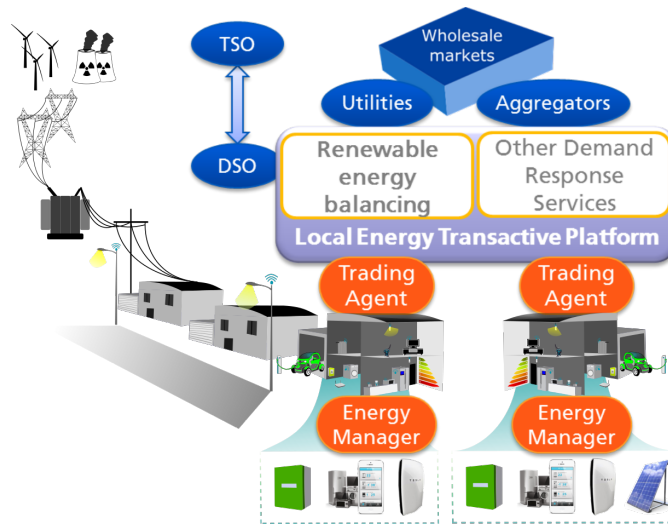 TSO
Wholesale
markets
Utilities
Aggregators
DSO
Renewable
energy
balancing
Other Demand
Response
Services
Local Energy Transactive Platform
Trading
Agent
Trading
Agent
Energy
Manager
Energy
Manager